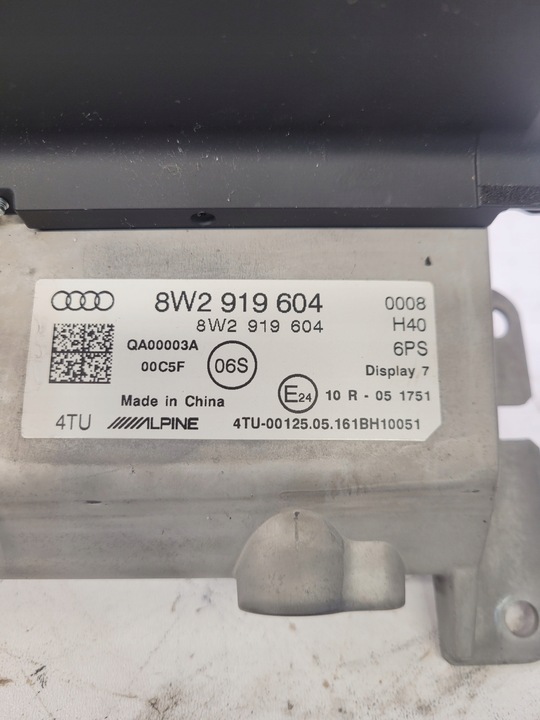 8W2 919 604 0008
8W2 919 604 H40
QA00003A 6PS
00C5F 06S Display 7
Made in China E24 10 R - 05 1751
4TU ALPINE 4TU-00125.05.161BH10051